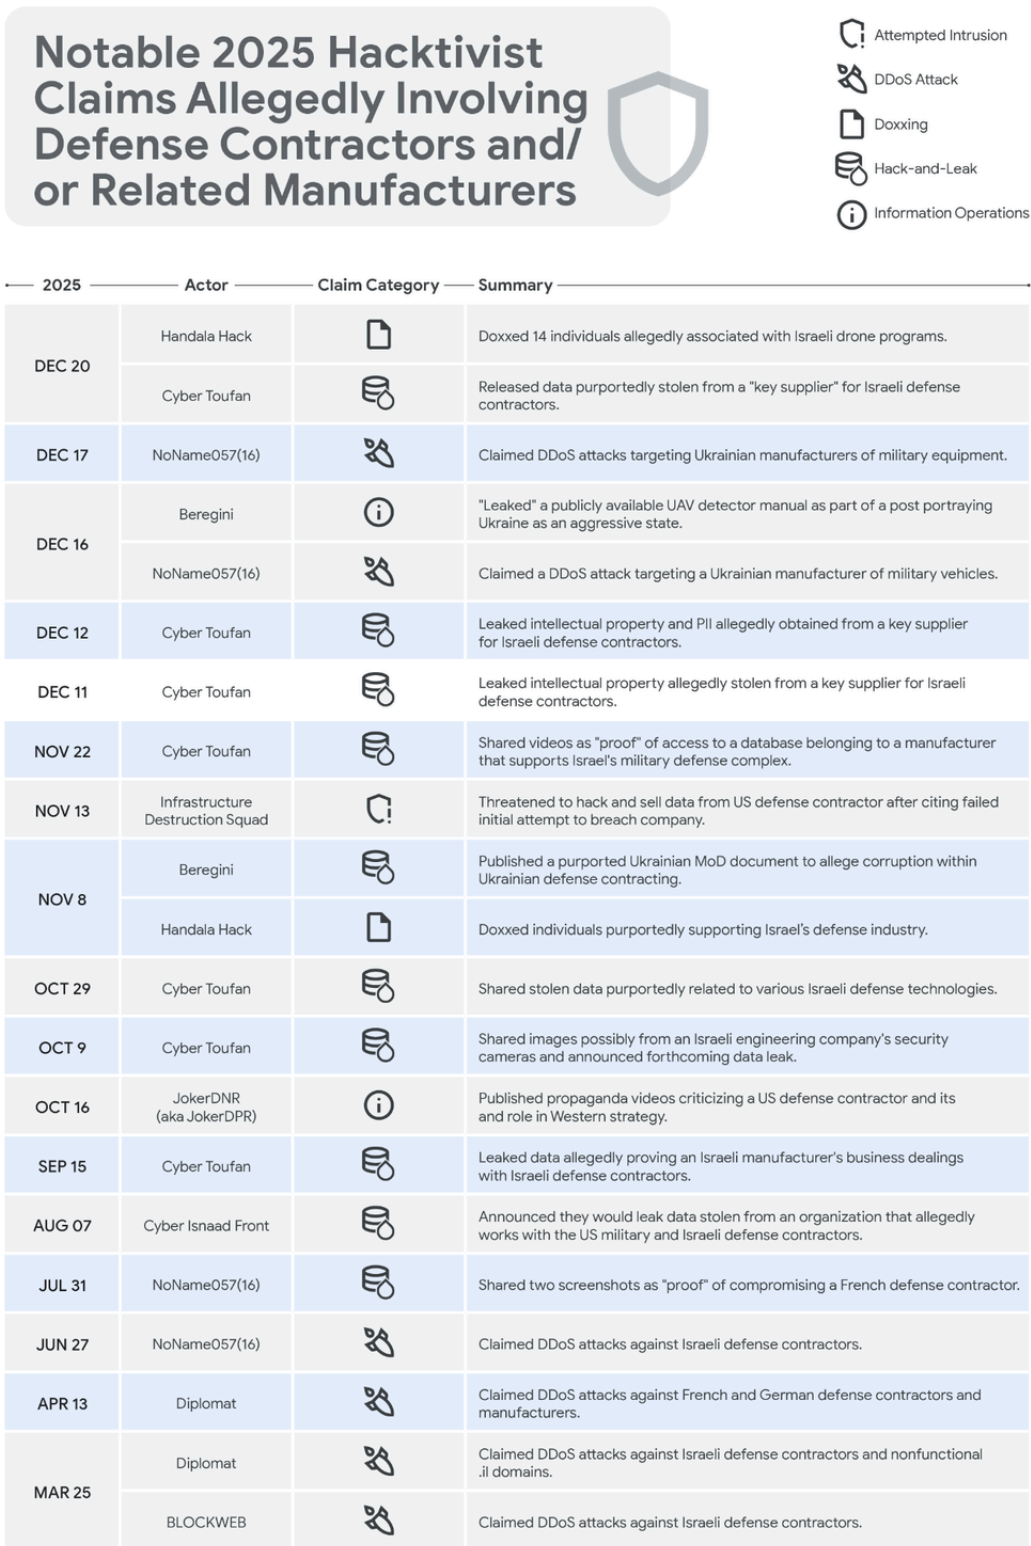 Notable 2025 Hacktivist
Claims Allegedly Involving
Defense Contractors and/
or Related Manufacturers
Attempted Intrusion
DDoS Attack
Doxxing
Hack-and-Leak
Information Operations
2025 Actor Claim Category Summary
DEC 20
Handala Hack
Doxxed 14 individuals allegedly associated with Israeli drone programs.
Cyber Toufan
Released data purportedly stolen from a "key supplier" for Israeli defense
contractors.
DEC 17
NoName057(16)
Claimed DDoS attacks targeting Ukrainian manufacturers of military equipment.
DEC 16
Beregini
"Leaked" a publicly available UAV detector manual as part of a post portraying
Ukraine as an aggressive state.
NoName057(16)
Claimed a DDoS attack targeting a Ukrainian manufacturer of military vehicles.
DEC 12
Cyber Toufan
Leaked intellectual property and PII allegedly obtained from a key supplier
for Israeli defense contractors.
DEC 11
Cyber Toufan
Leaked intellectual property allegedly stolen from a key supplier for Israeli
defense contractors.
NOV 22
Cyber Toufan
Shared videos as "proof" of access to a database belonging to a manufacturer
that supports Israel's military defense complex.
NOV 13
Infrastructure
Destruction Squad
Threatened to hack and sell data from US defense contractor after citing failed
initial attempt to breach company.
NOV 8
Beregini
Published a purported Ukrainian MoD document to allege corruption within
Ukrainian defense contracting.
Handala Hack
Doxxed individuals purportedly supporting Israel's defense industry.
OCT 29
Cyber Toufan
Shared stolen data purportedly related to various Israeli defense technologies.
OCT 9
Cyber Toufan
Shared images possibly from an Israeli engineering company's security
cameras and announced forthcoming data leak.
OCT 16
JokerDNR
(aka JokerDPR)
Published propaganda videos criticizing a US defense contractor and its
and role in Western strategy.
SEP 15
Cyber Toufan
Leaked data allegedly proving an Israeli manufacturer's business dealings
with Israeli defense contractors.
AUG 07
Cyber Isnaad Front
Announced they would leak data stolen from an organization that allegedly
works with the US military and Israeli defense contractors.
JUL 31
NoName057(16)
Shared two screenshots as "proof" of compromising a French defense contractor.
JUN 27
NoName057(16)
Claimed DDoS attacks against Israeli defense contractors.
APR 13
Diplomat
Claimed DDoS attacks against French and German defense contractors and
manufacturers.
MAR 25
Diplomat
Claimed DDoS attacks against Israeli defense contractors and nonfunctional
.il domains.
BLOCKWEB
Claimed DDoS attacks against Israeli defense contractors.